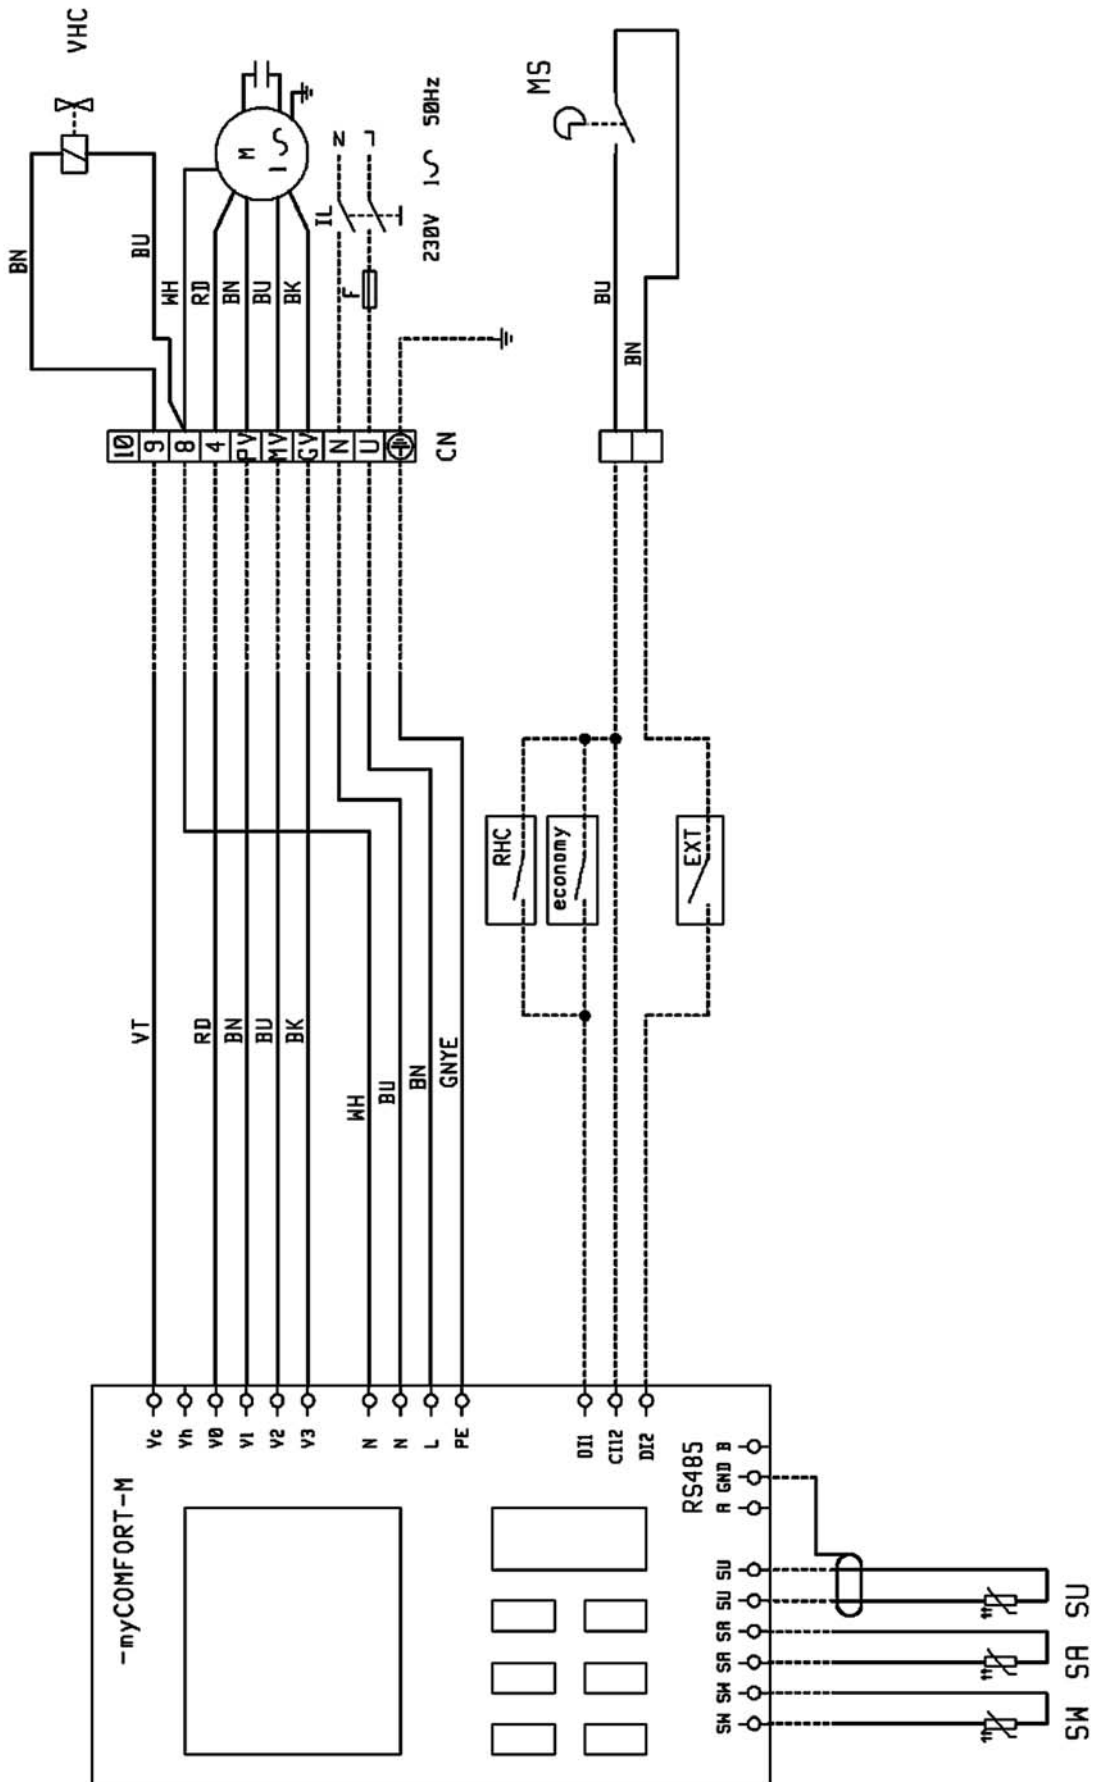 VHC
BN
BU
WH
RD
BN
BU
BK
M
1
IL
N
L
F
230V 1 50Hz
MS
BU
BN
10
9
8
4
PV
MV
GV
N
U
CN
RHC
economy
EXT
VT
RD
BN
BU
BK
WH
BU
BN
GNYE
Vc
Vh
V0
V1
V2
V3
N
N
L
PE
DI1
CI12
DI2
-myCOMFORT-M
RS485
B
GND
A
SU
SU
SA
SA
SW
SW
SU
SA
SW